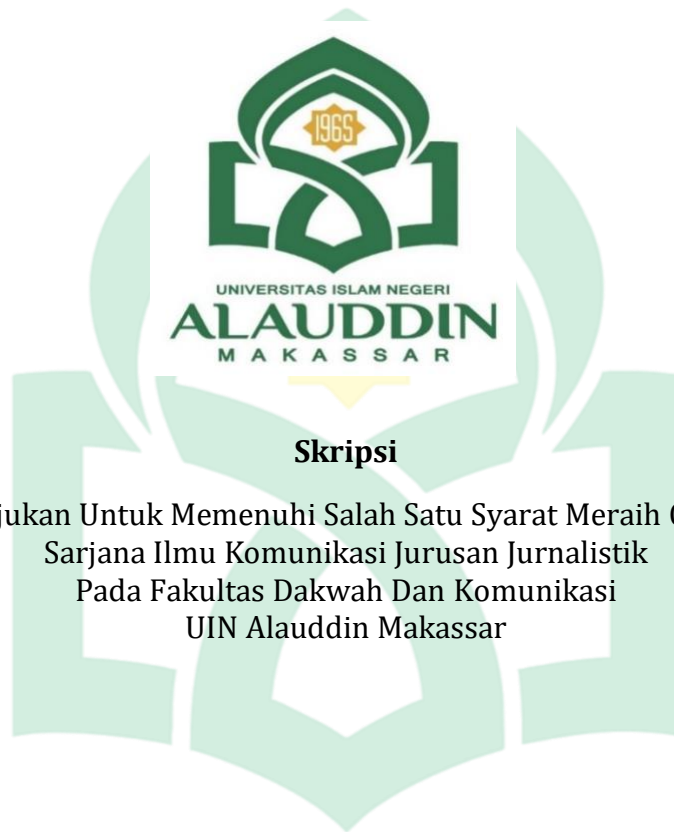 1965
UNIVERSITAS ISLAM NEGERI
ALAUDDIN
MAKASSAR
Skripsi
jukan Untuk Memenuhi Salah Satu Syarat Meraih
Sarjana Ilmu Komunikasi Jurusan Jurnalistik
Pada Fakultas Dakwah Dan Komunikasi
UIN Alauddin Makassar